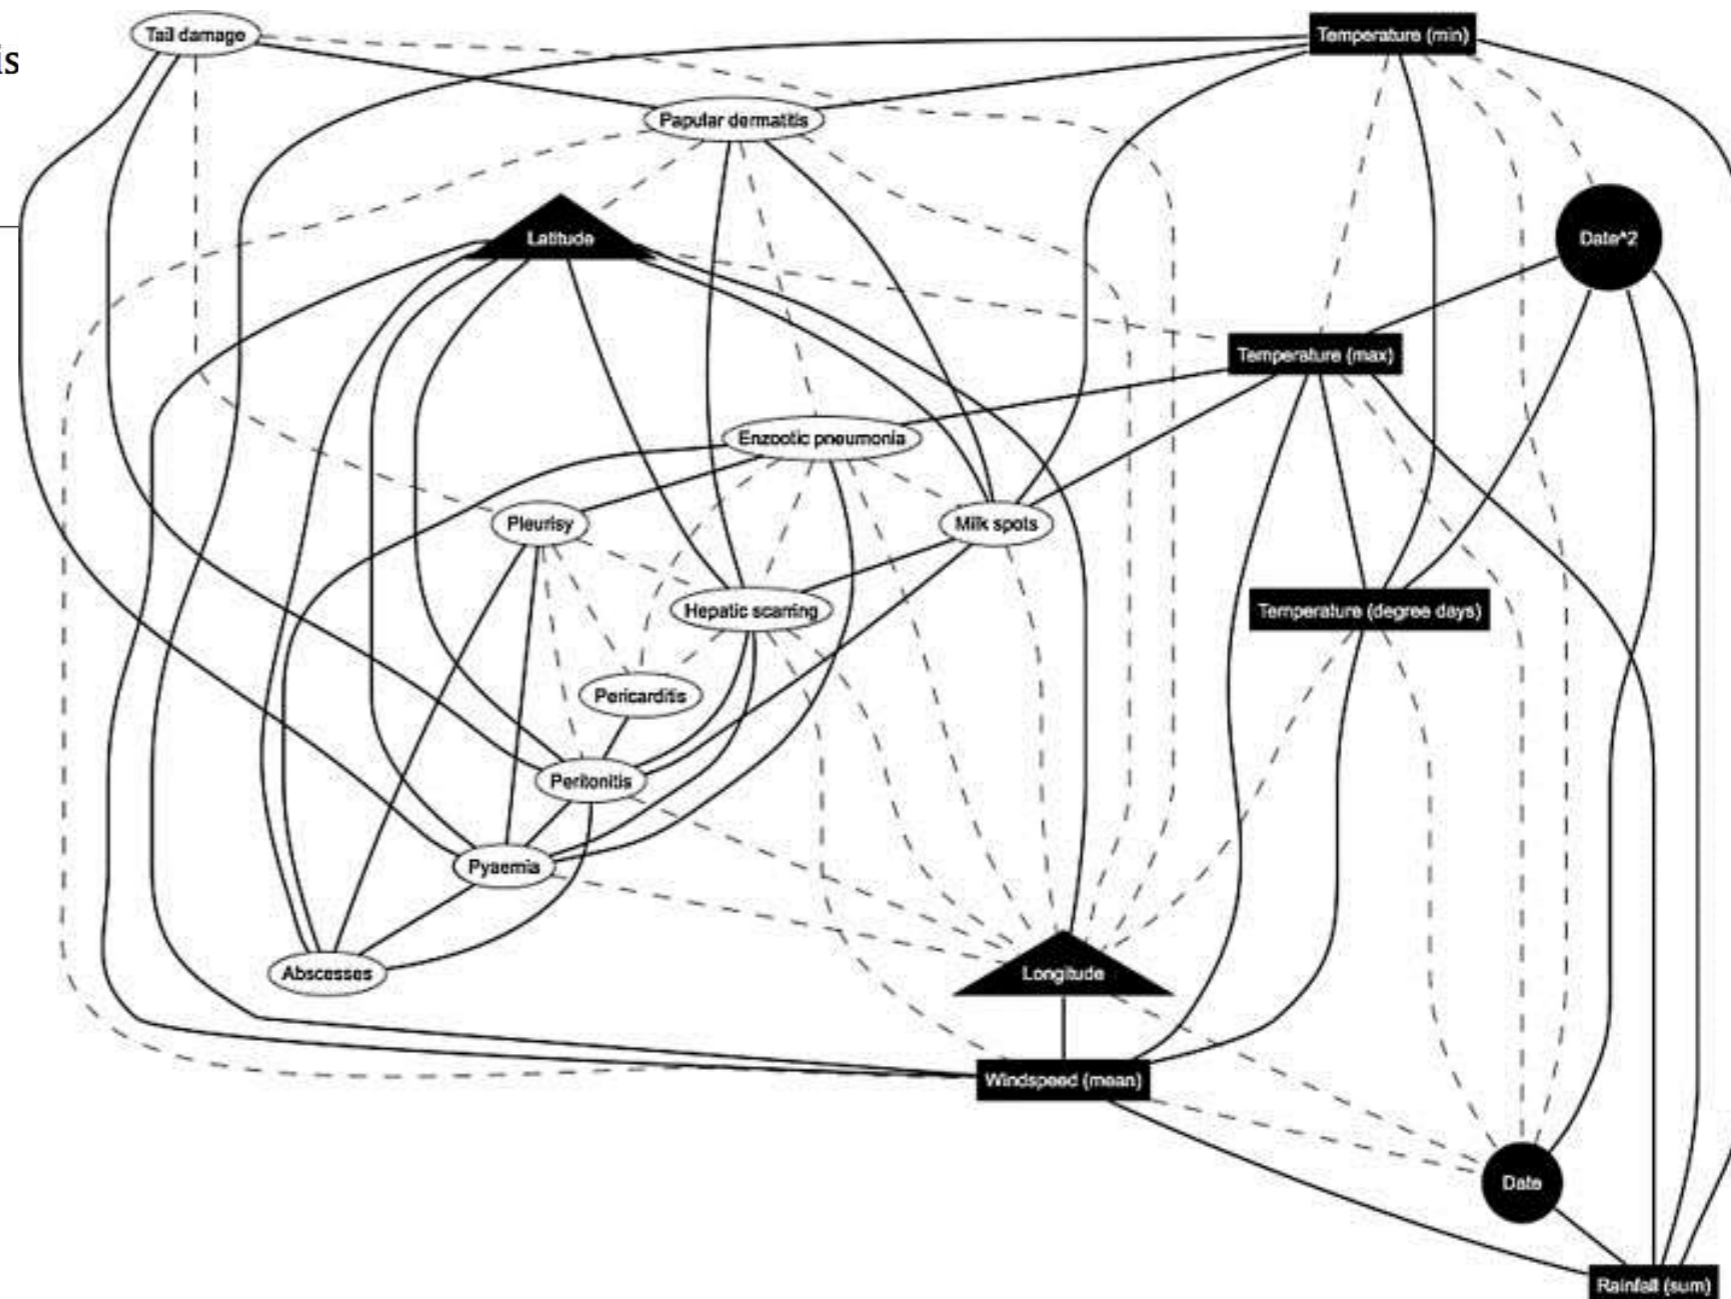 is
Tail damage
Temperature (min)
Papular dermatitis
Latitude
Date^2
Temperature (max)
Enzootic pneumonia
Pleurisy
Milk spots
Hepatic scarring
Temperature (degree days)
Pericarditis
Peritonitis
Pyaemia
Abscesses
Longitude
Windspeed (mean)
Date
Rainfall (sum)